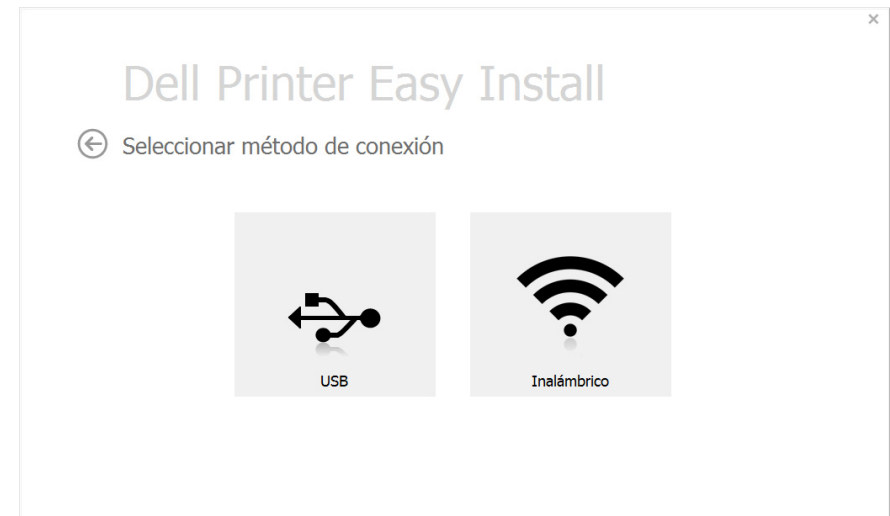 Dell Printer Easy Install
Seleccionar método de conexión
USB
Inalámbrico